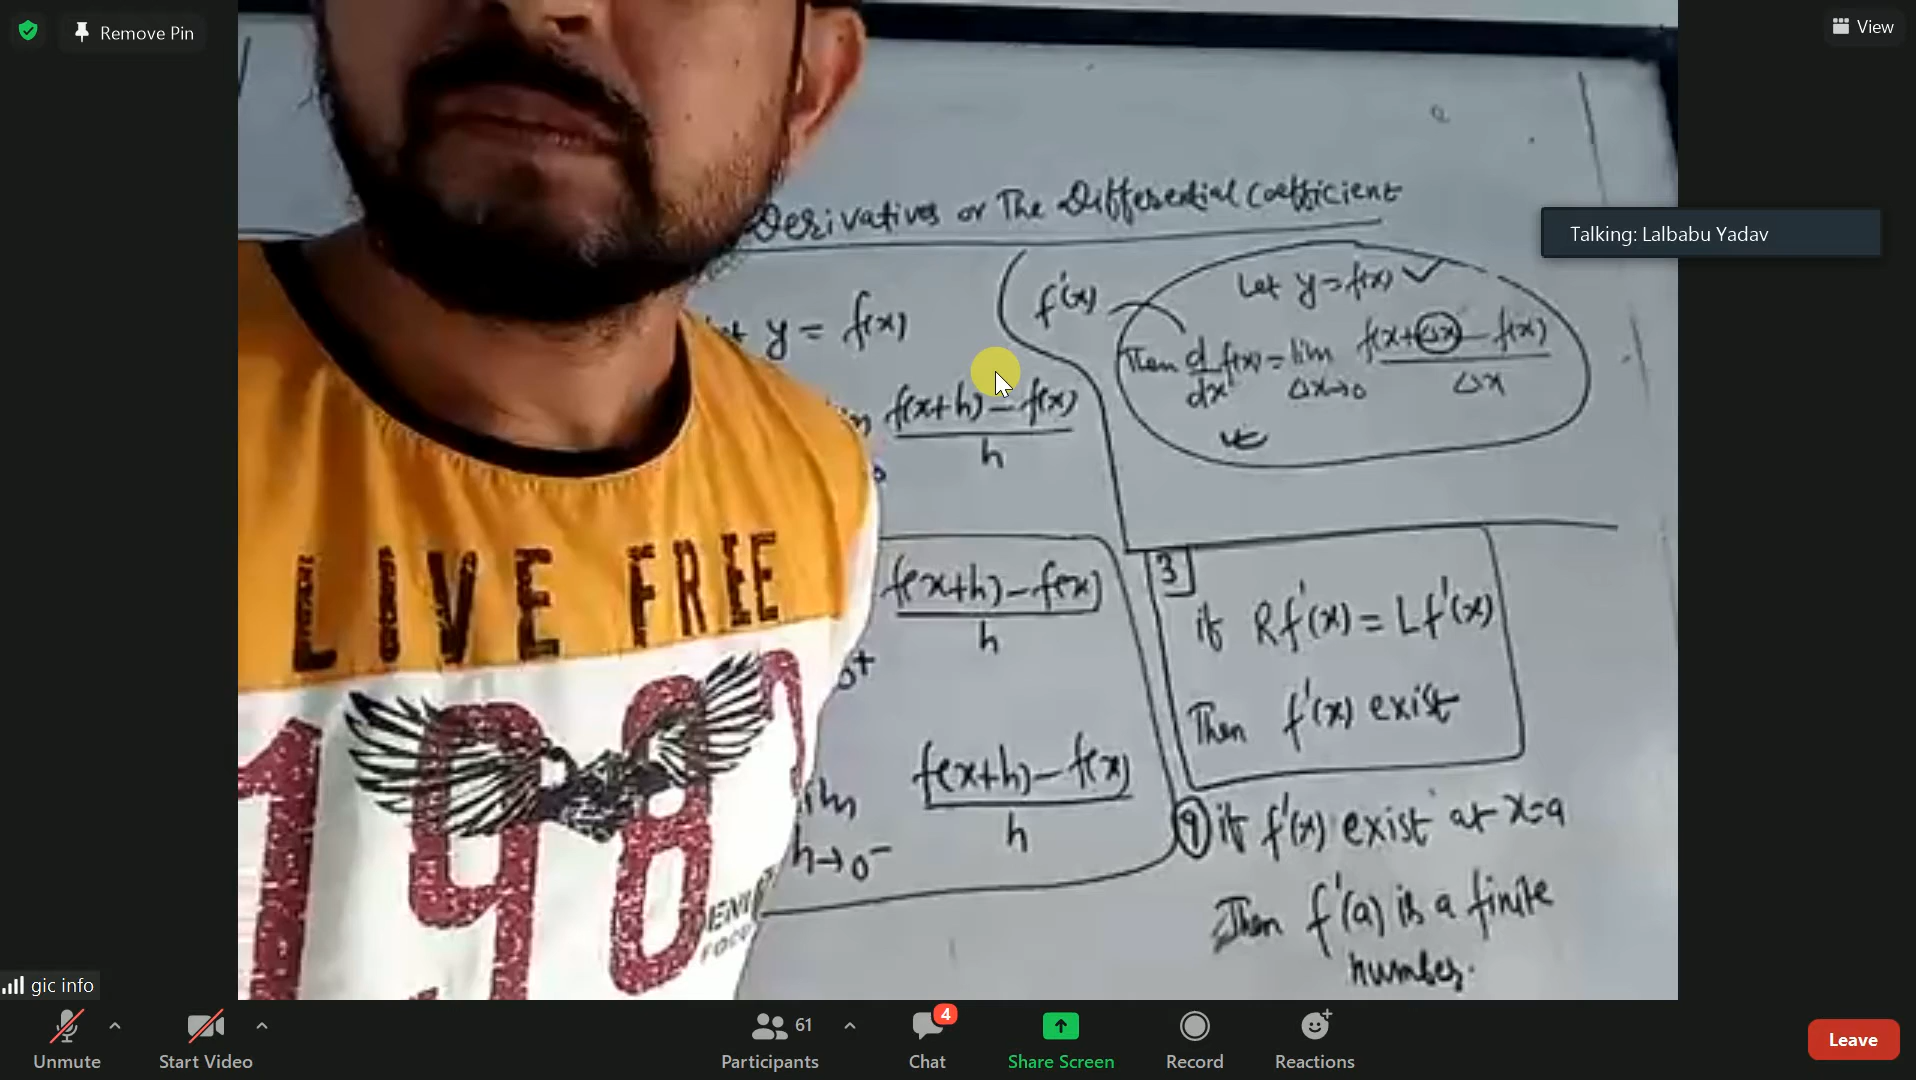 Remove Pin
View
Derivatives or The Differential Coefficient
Talking: Lalbabu Yadav
y = f(x)
f'(x)
Let y = f(x) ✓
Then d/dx f(x) = lim Δx→0 f(x+Δx) - f(x) / Δx
f(x+h) - f(x) / h
f(x+h) - f(x) / h
0+
lim h→0- f(x+h) - f(x) / h
3
if Rf'(x) = Lf'(x)
Then f'(x) exist
if f'(x) exist at x=a
Then f'(a) is a finite
number.
LIVE FREE
198
gic info
Unmute
Start Video
61
Participants
4
Chat
Share Screen
Record
Reactions
Leave